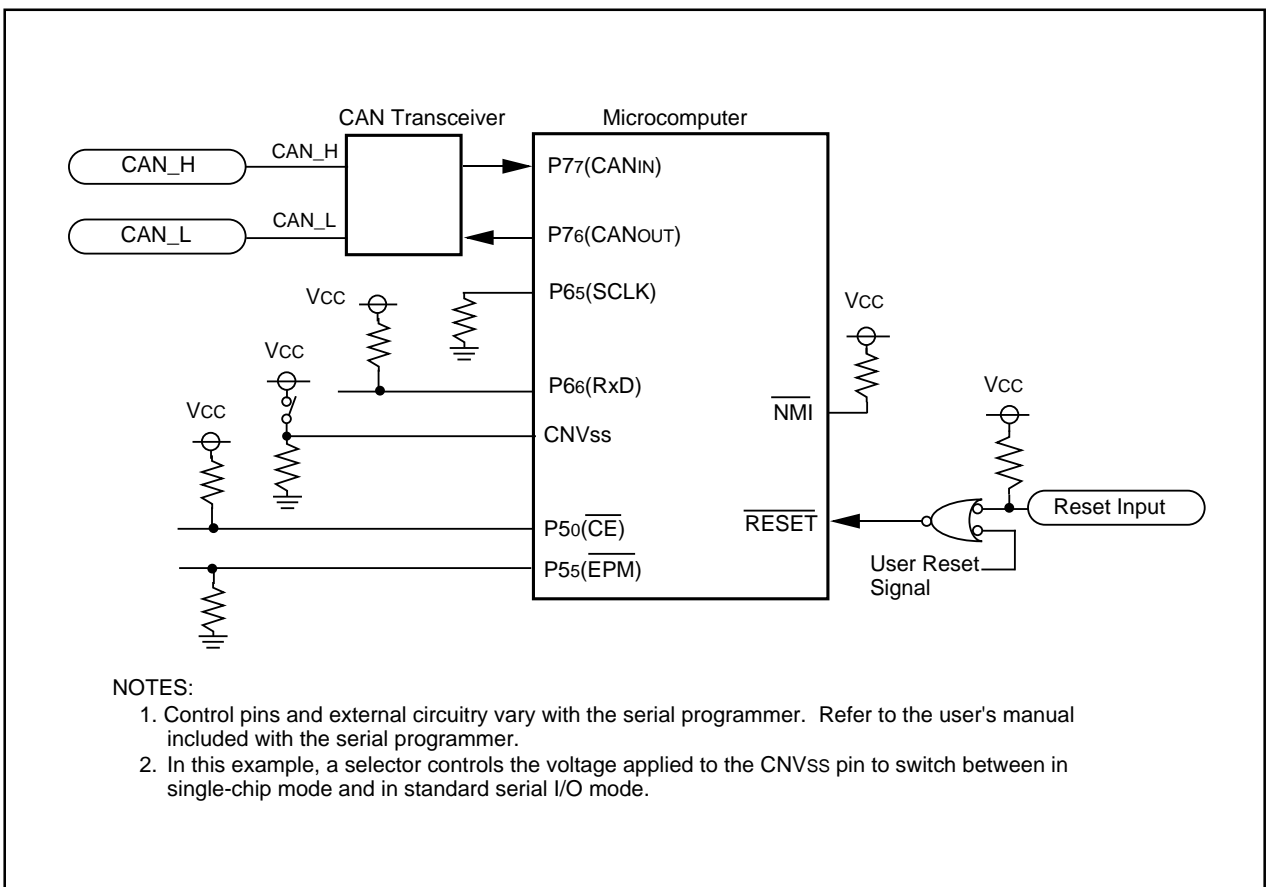 CAN Transceiver
Microcomputer
CAN_H
CAN_H
P77(CANIN)
CAN_L
CAN_L
P76(CANOUT)
P65(SCLK)
VCC
VCC
VCC
P66(RxD)
NMI
VCC
VCC
CNVss
P50(CE)
RESET
Reset Input
P55(EPM)
User Reset
Signal
NOTES:
1. Control pins and external circuitry vary with the serial programmer. Refer to the user's manual
included with the serial programmer.
2. In this example, a selector controls the voltage applied to the CNVss pin to switch between in
single-chip mode and in standard serial I/O mode.